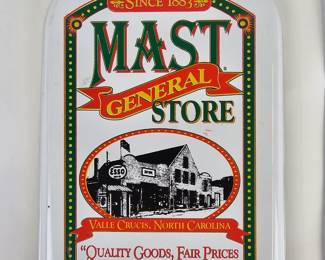 SINCE 1883
MAST
GENERAL
STORE
ESSO
VALLE CRUCIS, NORTH CAROLINA
"QUALITY GOODS, FAIR PRICES